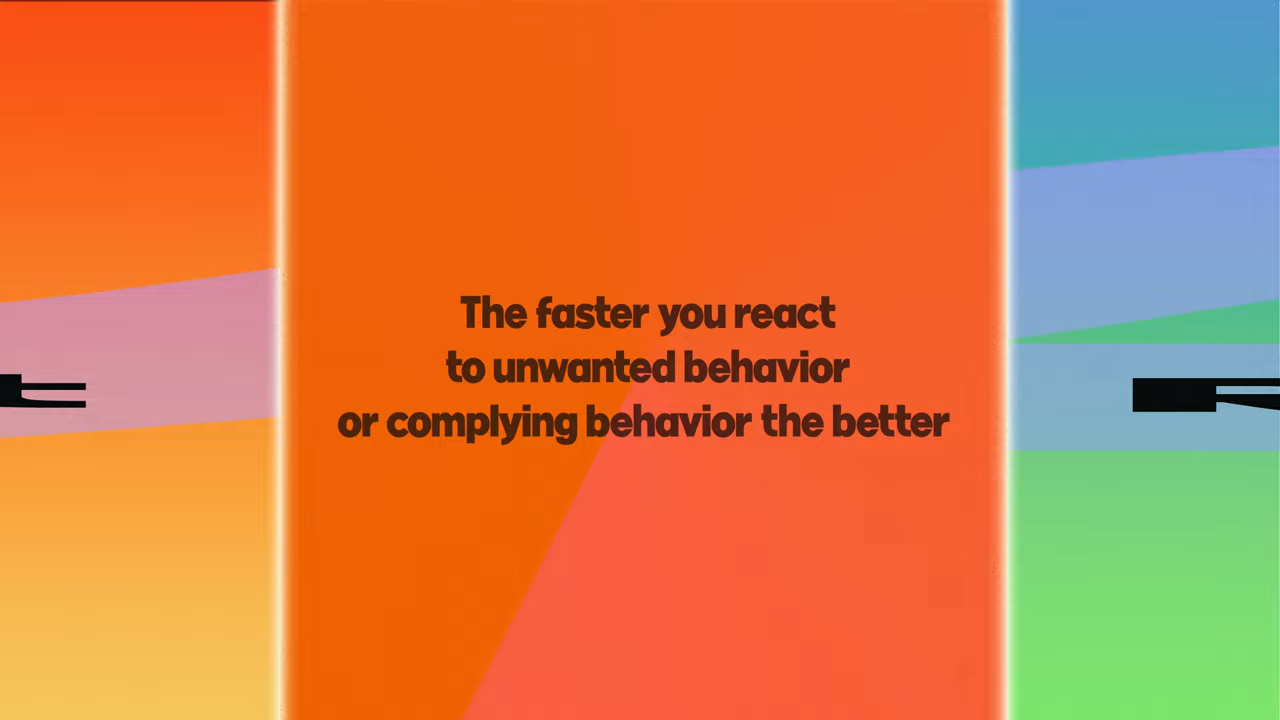 The faster you react
to unwanted behavior
or complying behavior the better